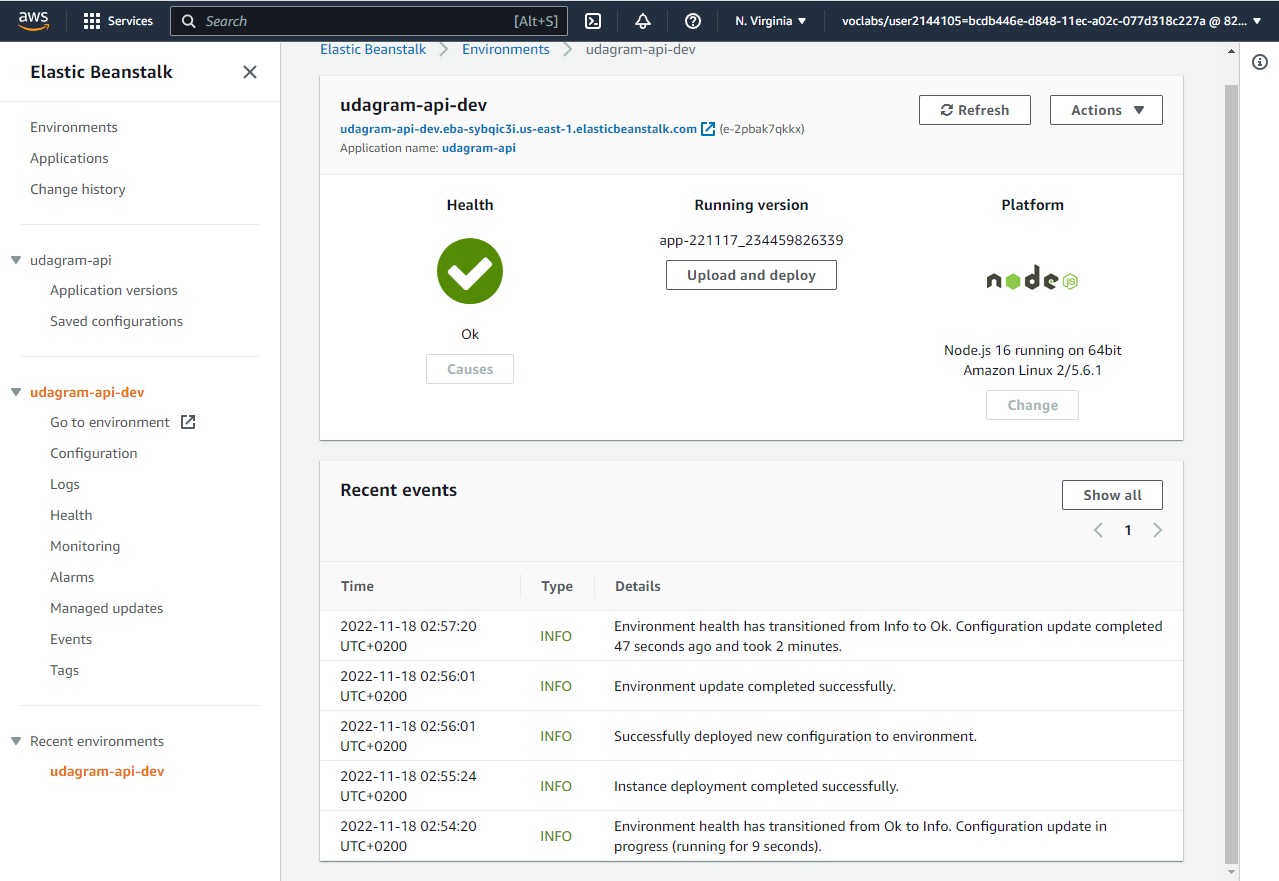 aws
Services
Search [Alt+S]
N. Virginia
voclabs/user2144105=bcdb446e-d848-11ec-a02c-077d318c227a @ 82...
Elastic Beanstalk
Environments
Applications
Change history
udagram-api
Application versions
Saved configurations
udagram-api-dev
Go to environment
Configuration
Logs
Health
Monitoring
Alarms
Managed updates
Events
Tags
Recent environments
udagram-api-dev
Elastic Beanstalk Environments udagram-api-dev
udagram-api-dev
Refresh
Actions
udagram-api-dev.eba-sybqic3i.us-east-1.elasticbeanstalk.com (e-2pbak7qkkx)
Application name: udagram-api
Health
Ok
Causes
Running version
app-221117_234459826339
Upload and deploy
Platform
node JS
Node.js 16 running on 64bit
Amazon Linux 2/5.6.1
Change
Recent events
Show all
1
Time Type Details
2022-11-18 02:57:20
UTC+0200
INFO
Environment health has transitioned from Info to Ok. Configuration update completed
47 seconds ago and took 2 minutes.
2022-11-18 02:56:01
UTC+0200
INFO
Environment update completed successfully.
2022-11-18 02:56:01
UTC+0200
INFO
Successfully deployed new configuration to environment.
2022-11-18 02:55:24
UTC+0200
INFO
Instance deployment completed successfully.
2022-11-18 02:54:20
UTC+0200
INFO
Environment health has transitioned from Ok to Info. Configuration update in
progress (running for 9 seconds).